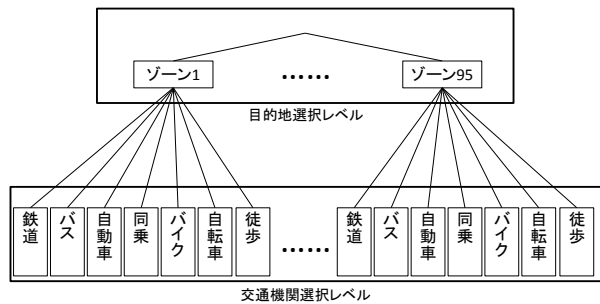 ゾーン1 …… ゾーン95
目的地選択レベル
鉄道 バス 自動車 同乗 バイク 自転車 徒歩 …… 鉄道 バス 自動車 同乗 バイク 自転車 徒歩
交通機関選択レベル